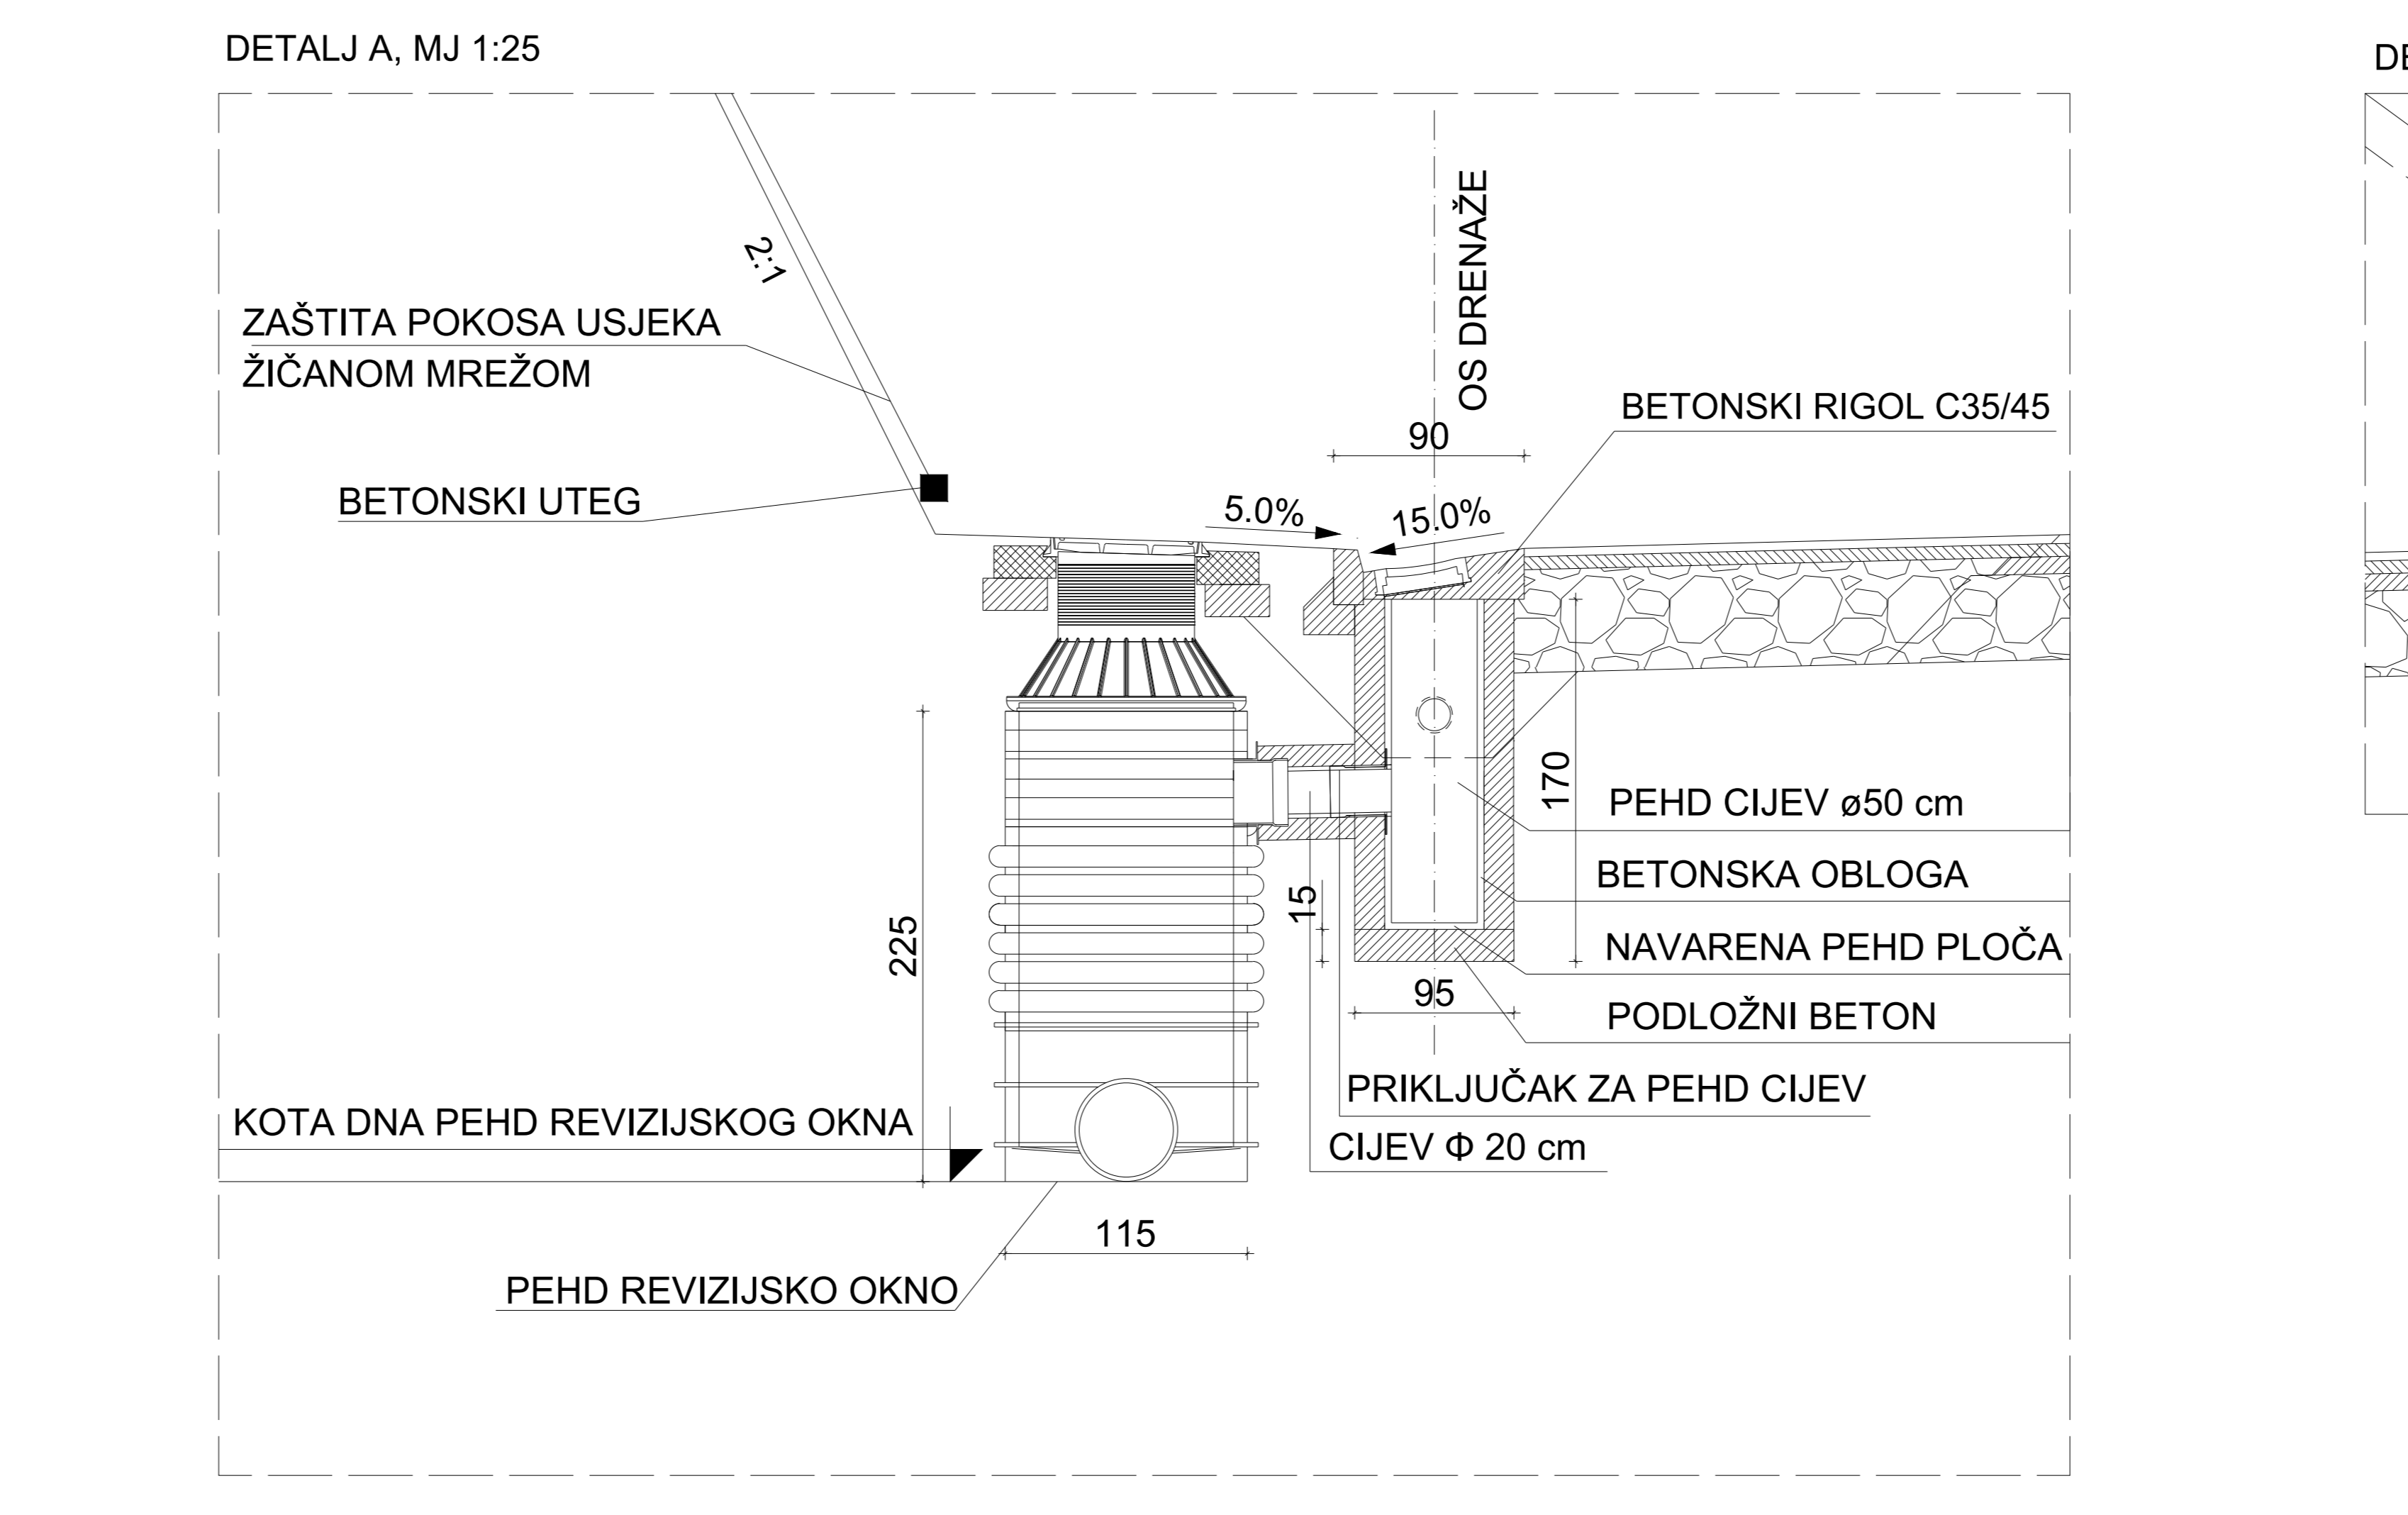 DETALJ A, MJ 1:25
DE
2:1
OS DRENAŽE
ZAŠTITA POKOSA USJEKA
ŽIČANOM MREŽOM
BETONSKI RIGOL C35/45
90
BETONSKI UTEG
5.0%
15.0%
170
PEHD CIJEV ø50 cm
BETONSKA OBLOGA
15
225
NAVARENA PEHD PLOČA
95
PODLOŽNI BETON
PRIKLJUČAK ZA PEHD CIJEV
KOTA DNA PEHD REVIZIJSKOG OKNA
CIJEV Φ 20 cm
115
PEHD REVIZIJSKO OKNO